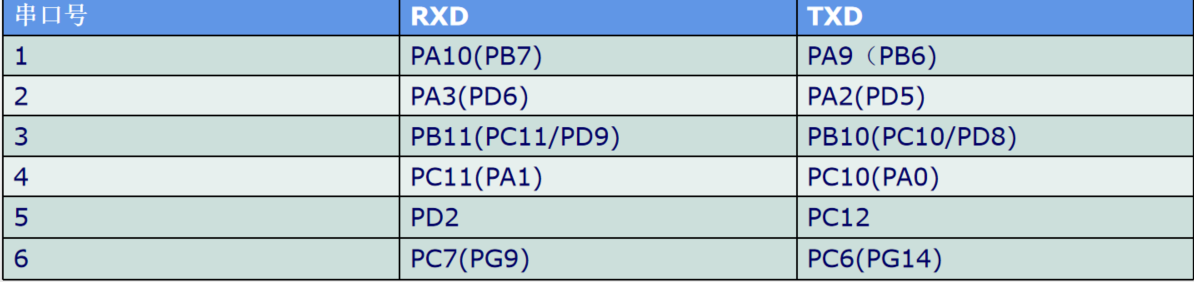 串口号 RXD TXD
1 PA10(PB7) PA9（PB6)
2 PA3(PD6) PA2(PD5)
3 PB11(PC11/PD9) PB10(PC10/PD8)
4 PC11(PA1) PC10(PA0)
5 PD2 PC12
6 PC7(PG9) PC6(PG14)